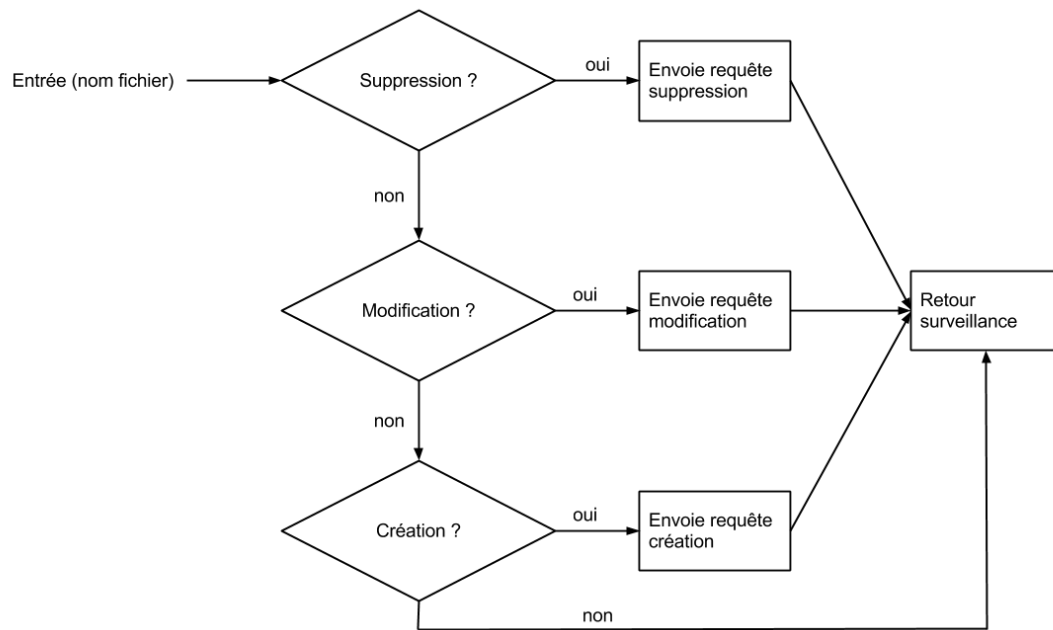 Entrée (nom fichier)
Suppression ?
oui
Envoie requête
suppression
non
Modification ?
oui
Envoie requête
modification
Retour
surveillance
non
Création ?
oui
Envoie requête
création
non